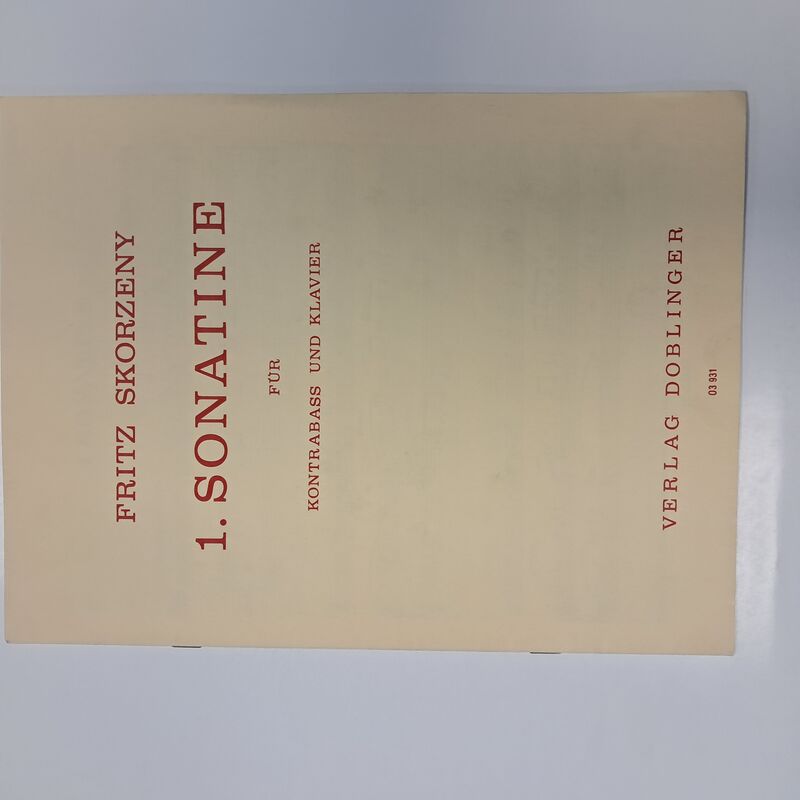 FRITZ SKORZENY
1. SONATINE
FÜR
KONTRABASS UND KLAVIER
VERLAG DOBLINGER
03 931